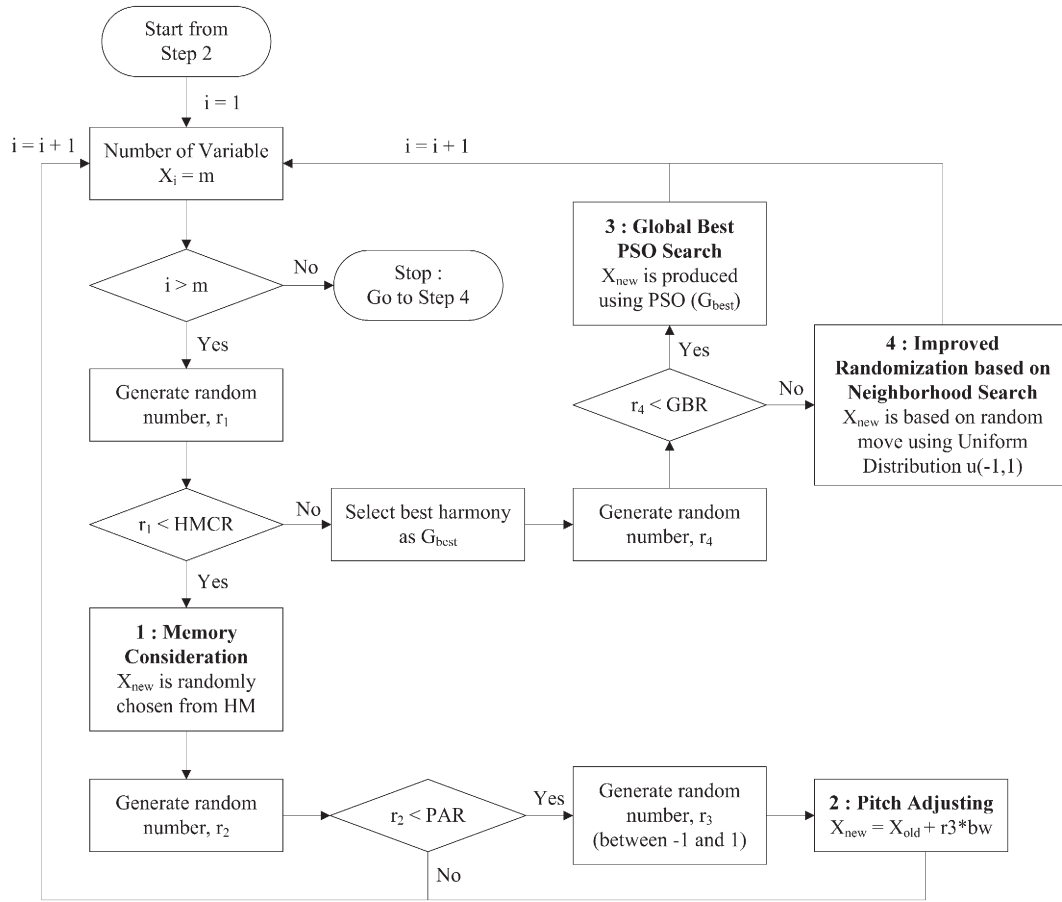 Start from
Step 2
i = 1
i = i + 1
i = i + 1
Number of Variable
Xi = m
3 : Global Best
PSO Search
Xnew is produced
using PSO (Gbest)
i > m
No
Stop :
Go to Step 4
Yes
Yes
4 : Improved
Randomization based on
Neighborhood Search
Xnew is based on random
move using Uniform
Distribution u(-1,1)
Generate random
number, r1
r4 < GBR
No
r1 < HMCR
No
Select best harmony
as Gbest
Generate random
number, r4
Yes
1 : Memory
Consideration
Xnew is randomly
chosen from HM
Generate random
number, r2
r2 < PAR
Yes
Generate random
number, r3
(between -1 and 1)
2 : Pitch Adjusting
Xnew = Xold + r3*bw
No